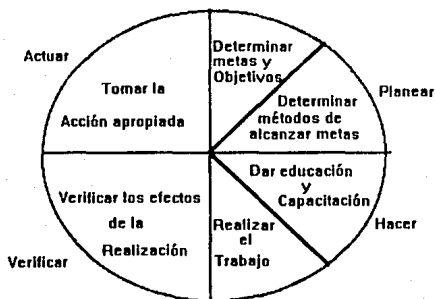 Actuar
Tomar la
Acción apropiada
Determinar
metas y
Objetivos
Determinar
métodos de
alcanzar metas
Planear
Dar educación
y
Capacitación
Hacer
Realizar
el
Trabajo
Verificar los efectos
de la
Realización
Verificar